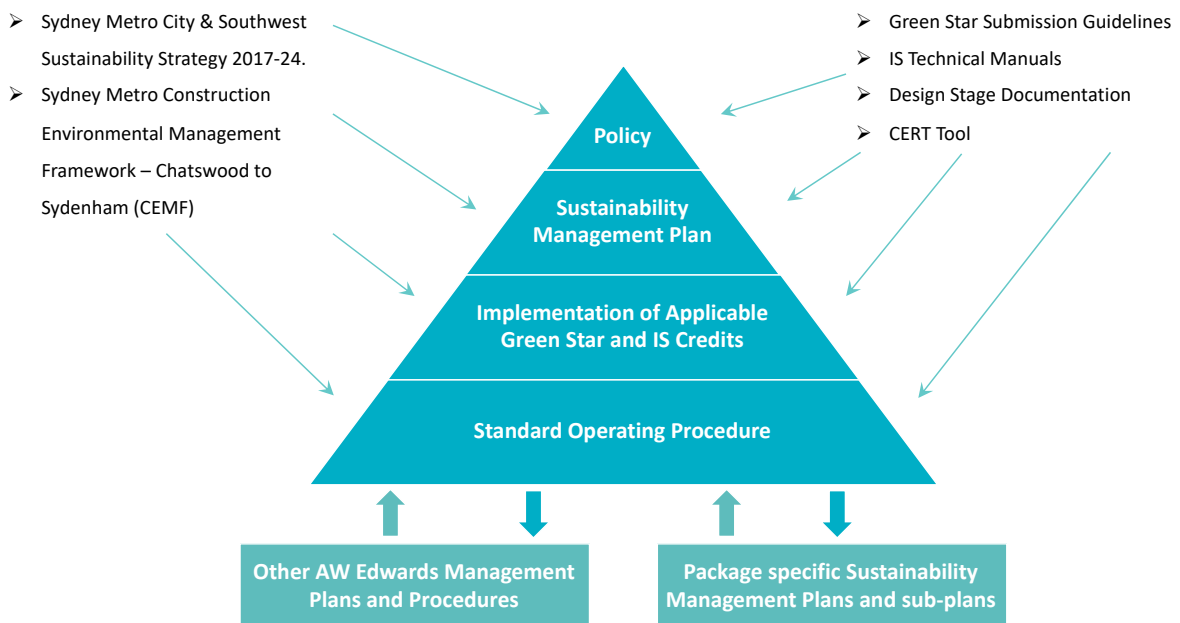 ➢ Sydney Metro City & Southwest
Sustainability Strategy 2017-24.
➢ Sydney Metro Construction
Environmental Management
Framework – Chatswood to
Sydenham (CEMF)
➢ Green Star Submission Guidelines
➢ IS Technical Manuals
➢ Design Stage Documentation
➢ CERT Tool
Policy
Sustainability
Management Plan
Implementation of Applicable
Green Star and IS Credits
Standard Operating Procedure
Other AW Edwards Management
Plans and Procedures
Package specific Sustainability
Management Plans and sub-plans